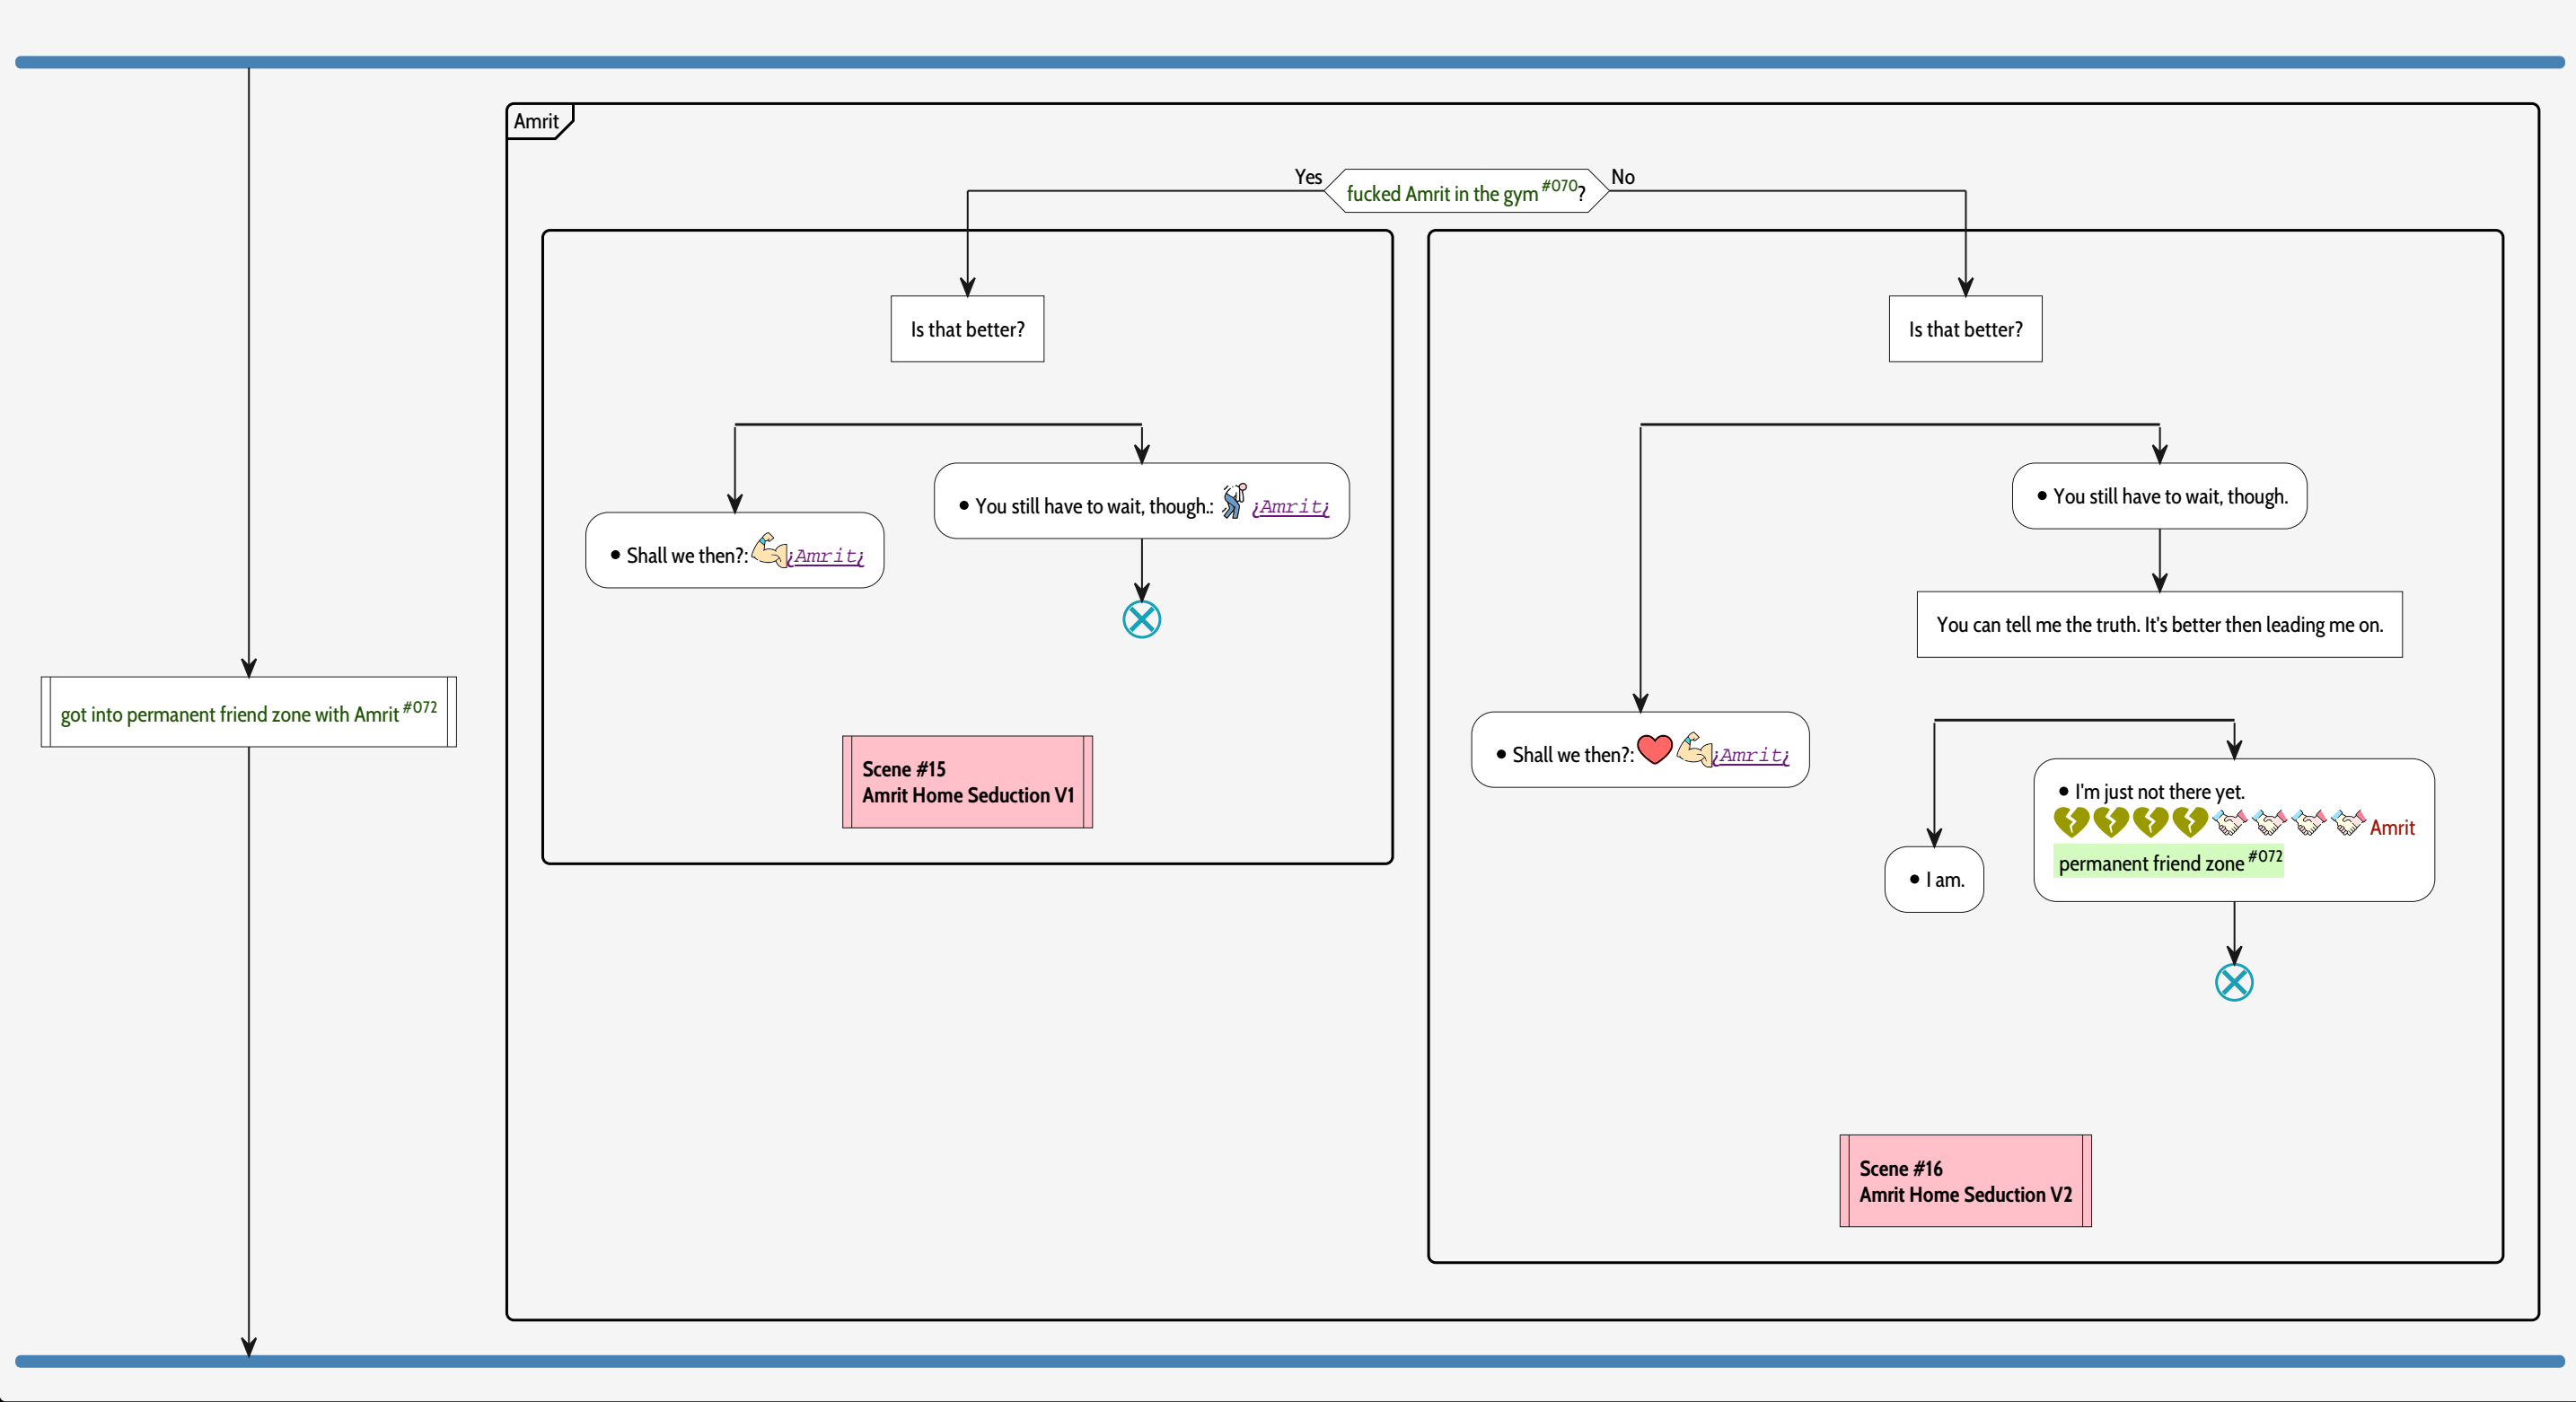 Amrit
Yes
fucked Amrit in the gym #070?
No
Is that better?
Is that better?
• You still have to wait, though.: ¿Amrit¿
• You still have to wait, though.
• Shall we then?: ¿Amrit¿
You can tell me the truth. It's better then leading me on.
got into permanent friend zone with Amrit #072
• Shall we then?: ¿Amrit¿
Scene #15
Amrit Home Seduction V1
• I'm just not there yet.
Amrit
permanent friend zone #072
• I am.
Scene #16
Amrit Home Seduction V2